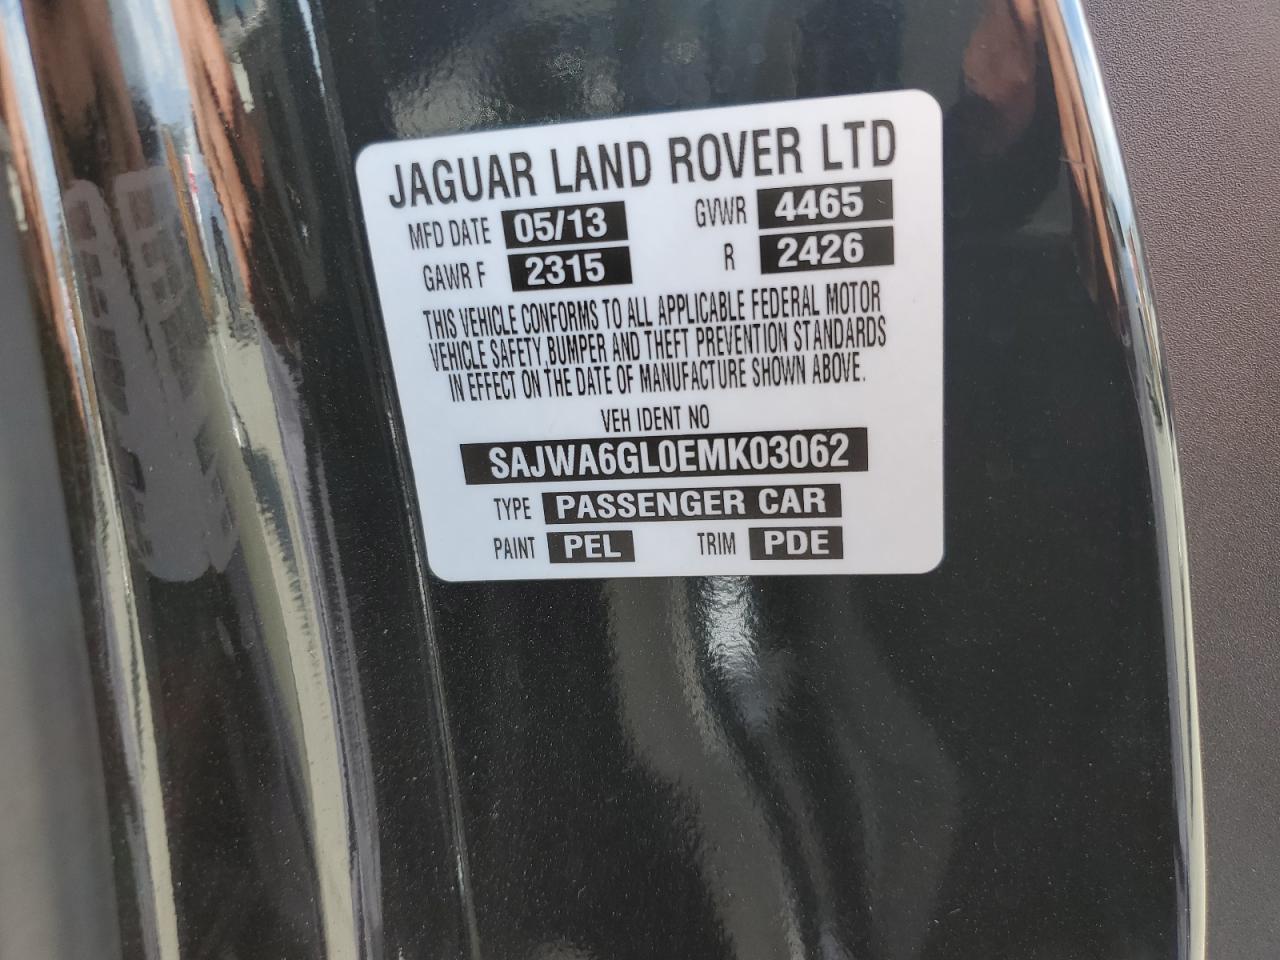 JAGUAR LAND ROVER LTD
MFD DATE 05/13 GVWR 4465
GAWR F 2315 R 2426
THIS VEHICLE CONFORMS TO ALL APPLICABLE FEDERAL MOTOR
VEHICLE SAFETY,BUMPER AND THEFT PREVENTION STANDARDS
IN EFFECT ON THE DATE OF MANUFACTURE SHOWN ABOVE.
VEH IDENT NO
SAJWA6GL0EMK03062
TYPE PASSENGER CAR
PAINT PEL TRIM PDE